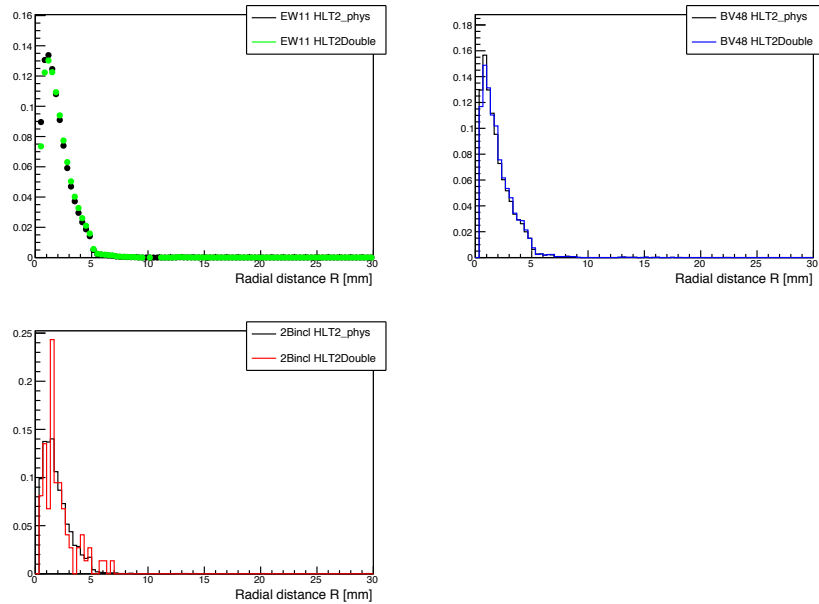 0.16
EW11 HLT2_phys
EW11 HLT2Double
0.14
0.12
0.1
0.08
0.06
0.04
0.02
0
0 5 10 15 20 25 30
Radial distance R [mm]
BV48 HLT2_phys
BV48 HLT2Double
0.18
0.16
0.14
0.12
0.1
0.08
0.06
0.04
0.02
0
0 5 10 15 20 25 30
Radial distance R [mm]
0.25
2Bincl HLT2_phys
2Bincl HLT2Double
0.2
0.15
0.1
0.05
0
0 5 10 15 20 25 30
Radial distance R [mm]